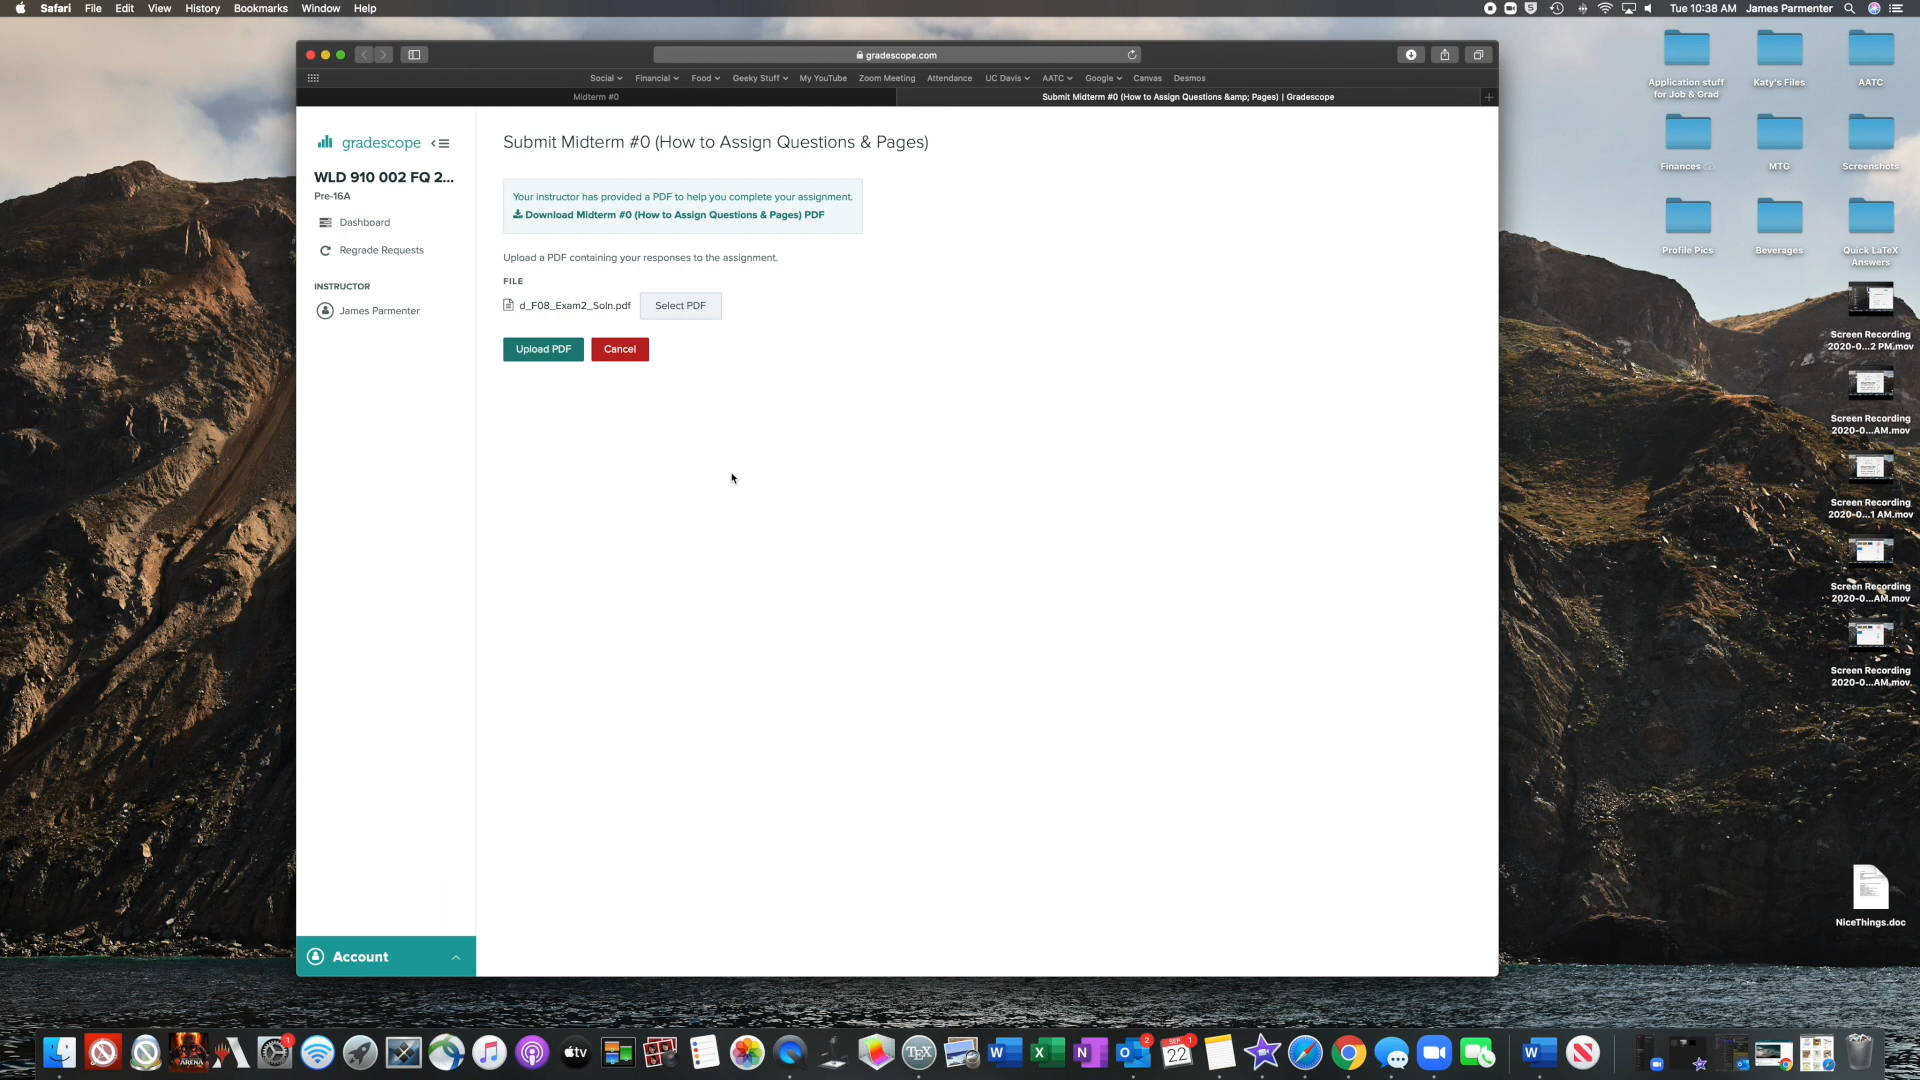 Safari File Edit View History Bookmarks Window Help
Tue 10:38 AM James Parmenter
gradescope.com
Social Financial Food Geeky Stuff My YouTube Zoom Meeting Attendance UC Davis AATC Google Canvas Desmos
Midterm #0
Submit Midterm #0 (How to Assign Questions &amp; Pages) | Gradescope
gradescope
WLD 910 002 FQ 2...
Pre-16A
Dashboard
Regrade Requests
INSTRUCTOR
James Parmenter
Account
Submit Midterm #0 (How to Assign Questions & Pages)
Your instructor has provided a PDF to help you complete your assignment.
Download Midterm #0 (How to Assign Questions & Pages) PDF
Upload a PDF containing your responses to the assignment.
FILE
d_F08_Exam2_Soln.pdf Select PDF
Upload PDF Cancel
Application stuff
for Job & Grad
Katy's Files
AATC
Finances
MTG
Screenshots
Profile Pics
Beverages
Quick LaTeX
Answers
Screen Recording
2020-0...2 PM.mov
Screen Recording
2020-0...AM.mov
Screen Recording
2020-0...1 AM.mov
Screen Recording
2020-0...AM.mov
Screen Recording
2020-0...AM.mov
NiceThings.doc
ARENA
1
tv
TEX
W
X
N
O
2
SEP
22
1
W